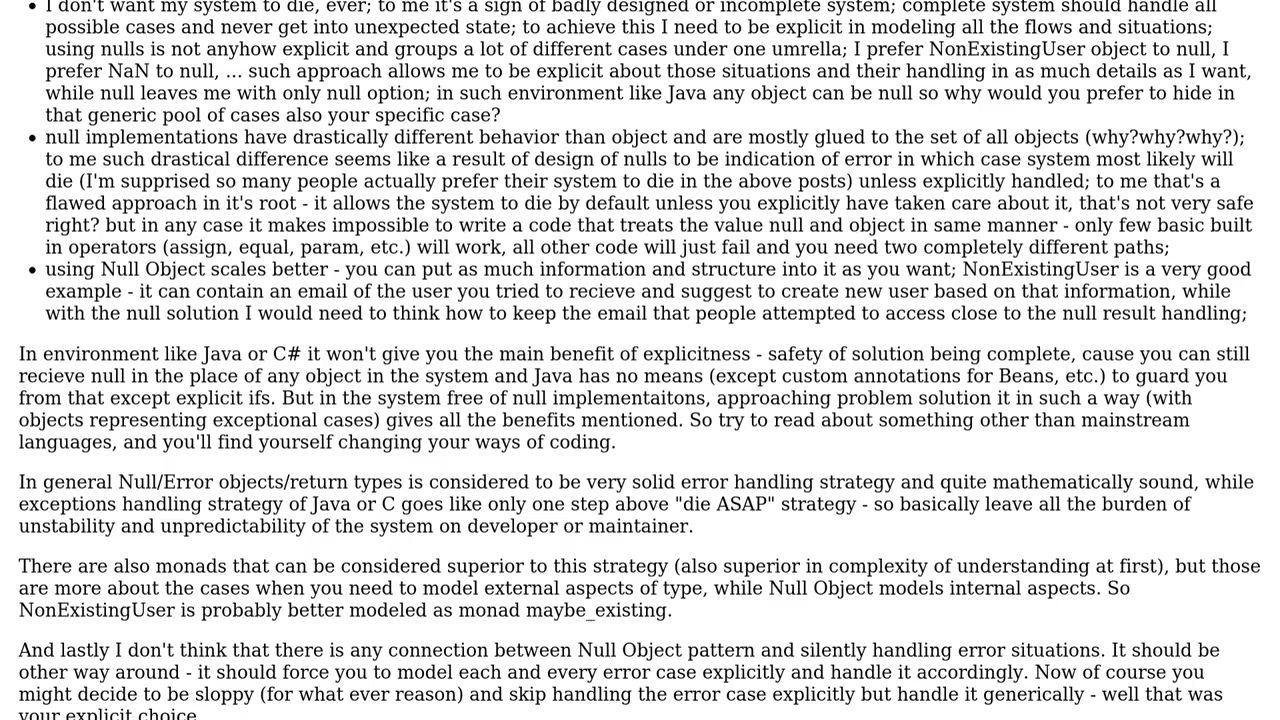 • I don't want my system to die, ever; to me it's a sign of badly designed or incomplete system; complete system should handle all
possible cases and never get into unexpected state; to achieve this I need to be explicit in modeling all the flows and situations;
using nulls is not anyhow explicit and groups a lot of different cases under one umrella; I prefer NonExistingUser object to null, I
prefer NaN to null, ... such approach allows me to be explicit about those situations and their handling in as much details as I want,
while null leaves me with only null option; in such environment like Java any object can be null so why would you prefer to hide in
that generic pool of cases also your specific case?
• null implementations have drastically different behavior than object and are mostly glued to the set of all objects (why?why?why?);
to me such drastical difference seems like a result of design of nulls to be indication of error in which case system most likely will
die (I'm supprised so many people actually prefer their system to die in the above posts) unless explicitly handled; to me that's a
flawed approach in it's root - it allows the system to die by default unless you explicitly have taken care about it, that's not very safe
right? but in any case it makes impossible to write a code that treats the value null and object in same manner - only few basic built
in operators (assign, equal, param, etc.) will work, all other code will just fail and you need two completely different paths;
• using Null Object scales better - you can put as much information and structure into it as you want; NonExistingUser is a very good
example - it can contain an email of the user you tried to recieve and suggest to create new user based on that information, while
with the null solution I would need to think how to keep the email that people attempted to access close to the null result handling;
In environment like Java or C# it won't give you the main benefit of explicitness - safety of solution being complete, cause you can still
recieve null in the place of any object in the system and Java has no means (except custom annotations for Beans, etc.) to guard you
from that except explicit ifs. But in the system free of null implementaitons, approaching problem solution it in such a way (with
objects representing exceptional cases) gives all the benefits mentioned. So try to read about something other than mainstream
languages, and you'll find yourself changing your ways of coding.
In general Null/Error objects/return types is considered to be very solid error handling strategy and quite mathematically sound, while
exceptions handling strategy of Java or C goes like only one step above "die ASAP" strategy - so basically leave all the burden of
unstability and unpredictability of the system on developer or maintainer.
There are also monads that can be considered superior to this strategy (also superior in complexity of understanding at first), but those
are more about the cases when you need to model external aspects of type, while Null Object models internal aspects. So
NonExistingUser is probably better modeled as monad maybe_existing.
And lastly I don't think that there is any connection between Null Object pattern and silently handling error situations. It should be
other way around - it should force you to model each and every error case explicitly and handle it accordingly. Now of course you
might decide to be sloppy (for what ever reason) and skip handling the error case explicitly but handle it generically - well that was
your explicit choice.